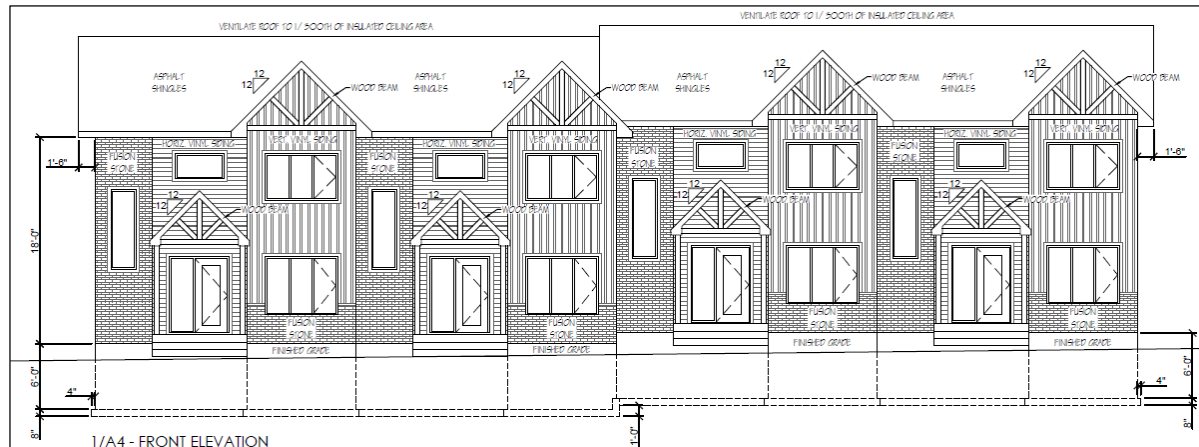 VENTILATE ROOF TO 1/300TH OF INSULATED CEILING AREA
VENTILATE ROOF TO 1/300TH OF INSULATED CEILING AREA
ASPHALT
SHINGLES
12
12
WOOD BEAM
ASPHALT
SHINGLES
12
12
WOOD BEAM
ASPHALT
SHINGLES
12
12
WOOD BEAM
ASPHALT
SHINGLES
12
12
WOOD BEAM
HORIZ. VINYL SIDING
VERT. VINYL SIDING
HORIZ. VINYL SIDING
VERT. VINYL SIDING
HORIZ. VINYL SIDING
VERT. VINYL SIDING
HORIZ. VINYL SIDING
VERT. VINYL SIDING
1'-6"
FUSION
STONE
FUSION
STONE
FUSION
STONE
FUSION
STONE
1'-6"
12
12
WOOD BEAM
12
12
WOOD BEAM
12
12
WOOD BEAM
12
12
WOOD BEAM
18'-0"
FUSION
STONE
FUSION
STONE
FUSION
STONE
FUSION
STONE
FINISHED GRADE
FINISHED GRADE
FINISHED GRADE
FINISHED GRADE
6'-0"
6'-0"
4"
4"
8"
8"
1'-0"
1/A4 - FRONT ELEVATION